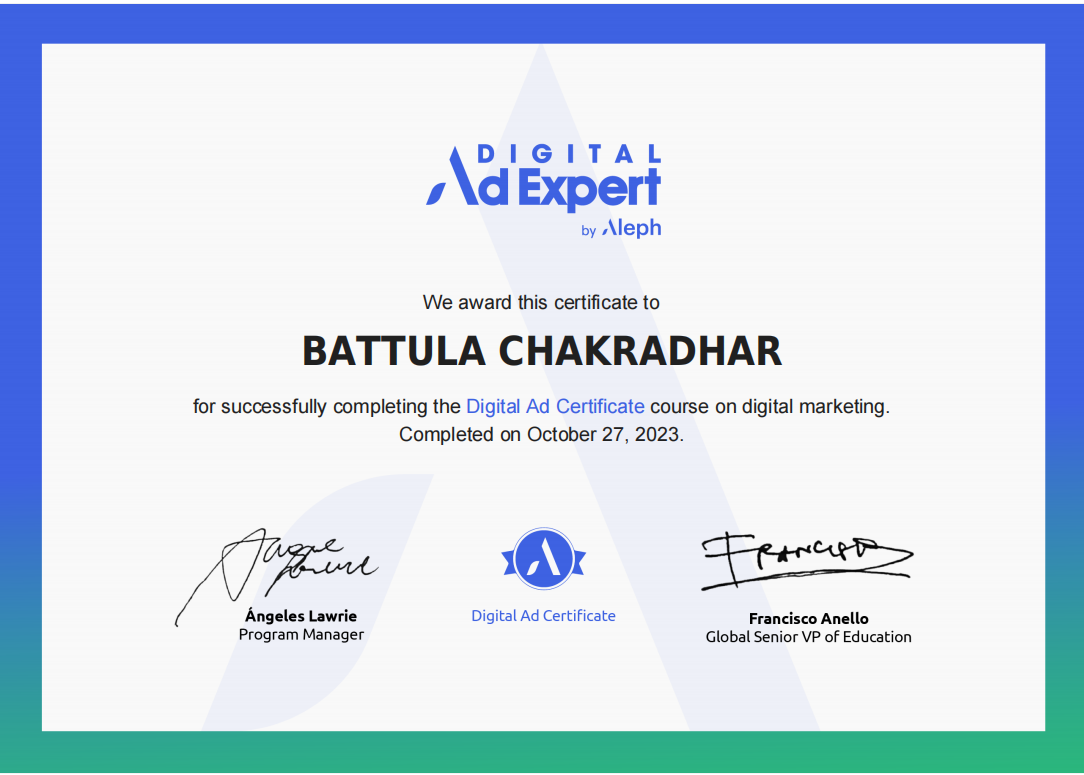 DIGITAL
Ad Expert
by Aleph
We award this certificate to
BATTULA CHAKRADHAR
for successfully completing the Digital Ad Certificate course on digital marketing.
Completed on October 27, 2023.
Francisco
Ángeles Lawrie
Program Manager
Digital Ad Certificate
Francisco Anello
Global Senior VP of Education